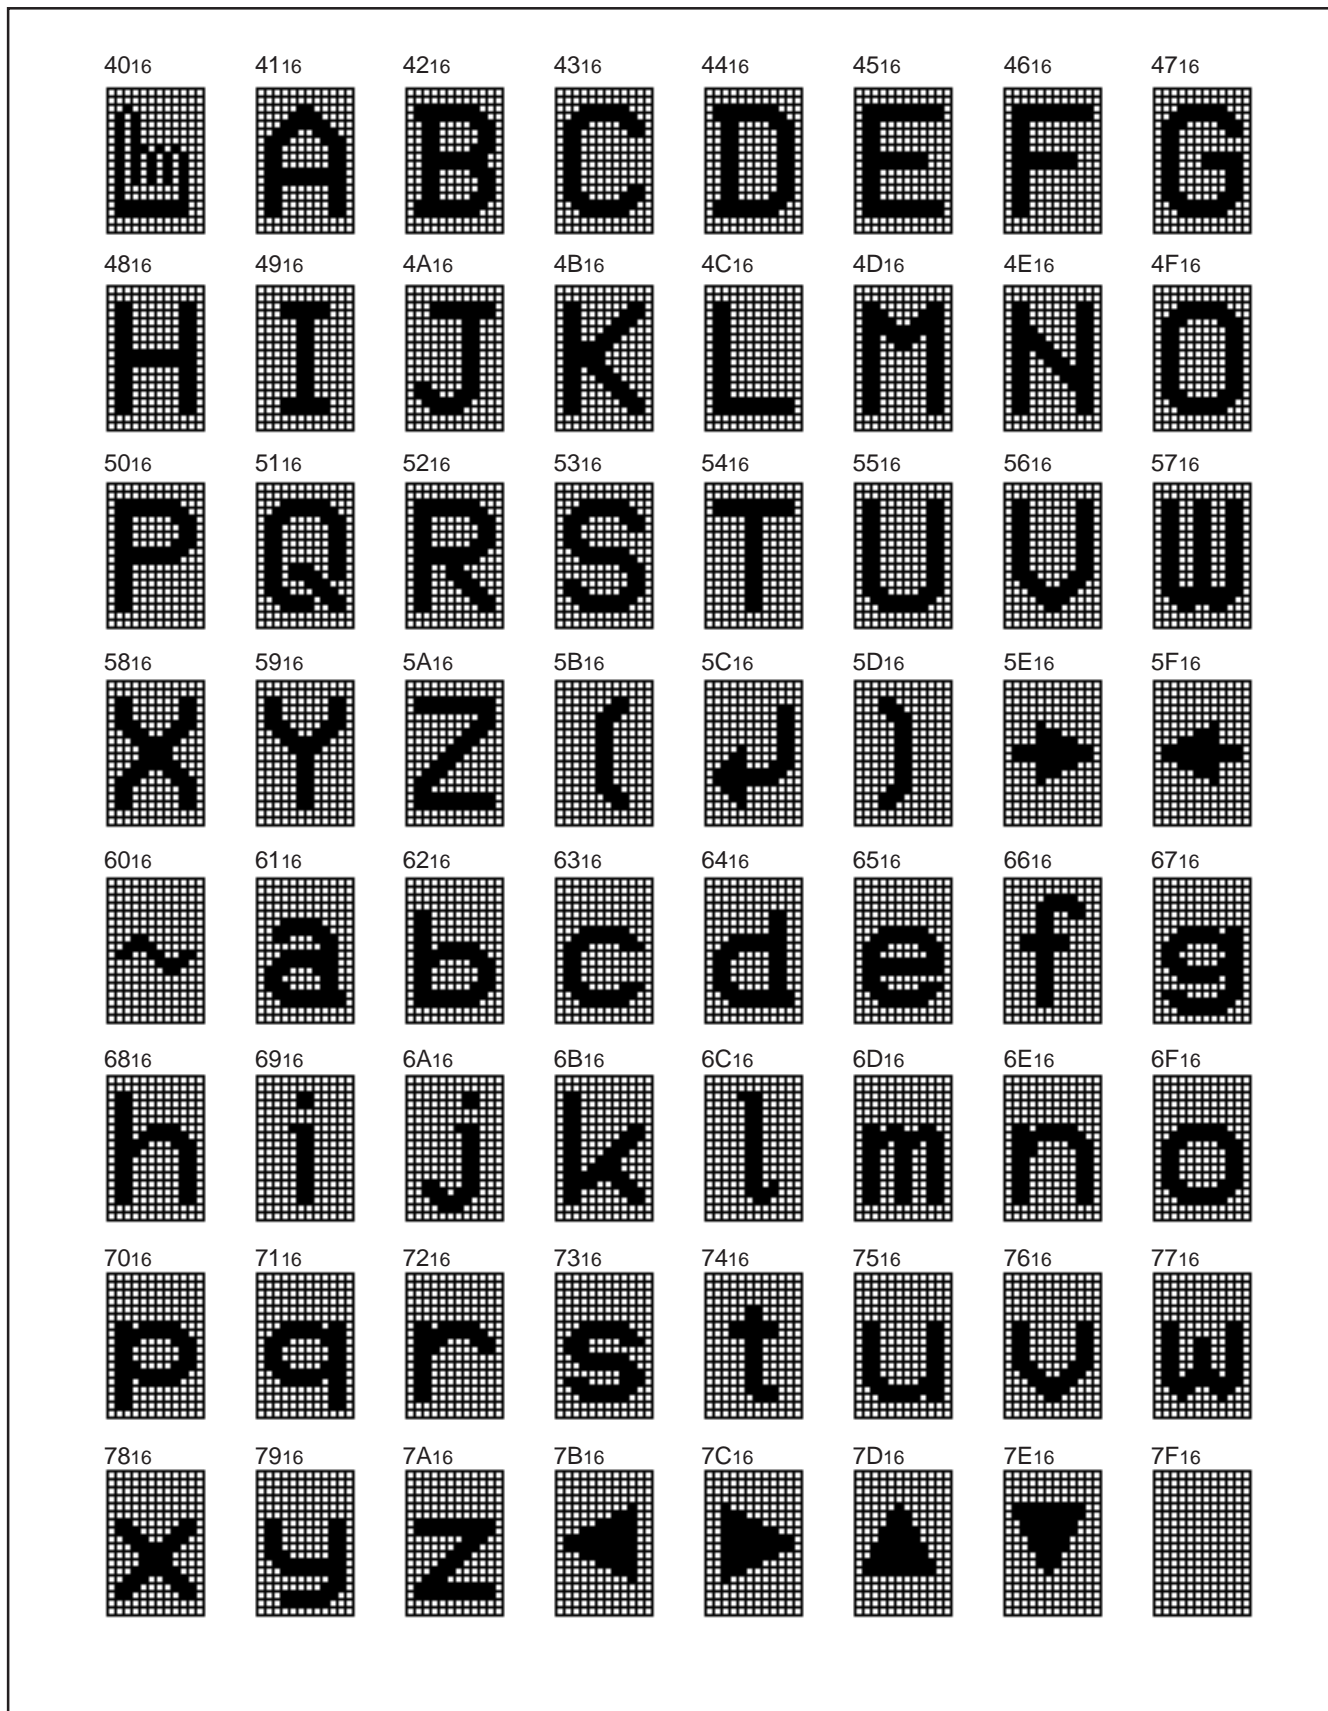 4016 4116 4216 4316 4416 4516 4616 4716
A B C D E F G
4816 4916 4A16 4B16 4C16 4D16 4E16 4F16
H I J K L M N O
5016 5116 5216 5316 5416 5516 5616 5716
P Q R S T U V W
5816 5916 5A16 5B16 5C16 5D16 5E16 5F16
X Y Z ( ↲ ) → ←
6016 6116 6216 6316 6416 6516 6616 6716
~ a b c d e f g
6816 6916 6A16 6B16 6C16 6D16 6E16 6F16
h i j k l m n o
7016 7116 7216 7316 7416 7516 7616 7716
p q r s t u v w
7816 7916 7A16 7B16 7C16 7D16 7E16 7F16
x y z ◀ ▶ ▲ ▼